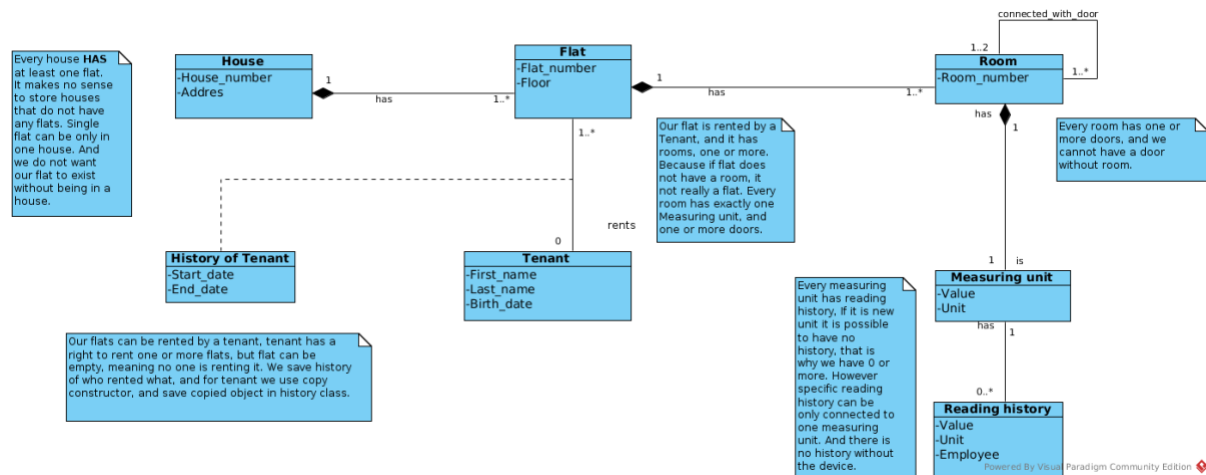 connected_with_door
Every house HAS
at least one flat.
It makes no sense
to store houses
that do not have
any flats. Single
flat can be only in
one house. And
we do not want
our flat to exist
without being in a
house.
House
-House_number
-Addres
1
has
1..*
Flat
-Flat_number
-Floor
1
has
1..*
1..2
Room
-Room_number
1..*
has
1
Every room has one or
more doors, and we
cannot have a door
without room.
1..*
Our flat is rented by a
Tenant, and it has
rooms, one or more.
Because if flat does
not have a room, it
not really a flat. Every
room has exactly one
Measuring unit, and
one or more doors.
rents
0
History of Tenant
-Start_date
-End_date
Tenant
-First_name
-Last_name
-Birth_date
1
is
Measuring unit
-Value
-Unit
has
1
Every measuring
unit has reading
history, If it is new
unit it is possible
to have no
history, that is
why we have 0 or
more. However
specific reading
history can be
only connected to
one measuring
unit. And there is
no history without
the device.
Our flats can be rented by a tenant, tenant has a
right to rent one or more flats, but flat can be
empty, meaning no one is renting it. We save history
of who rented what, and for tenant we use copy
constructor, and save copied object in history class.
0..*
Reading history
-Value
-Unit
-Employee
Powered By Visual Paradigm Community Edition